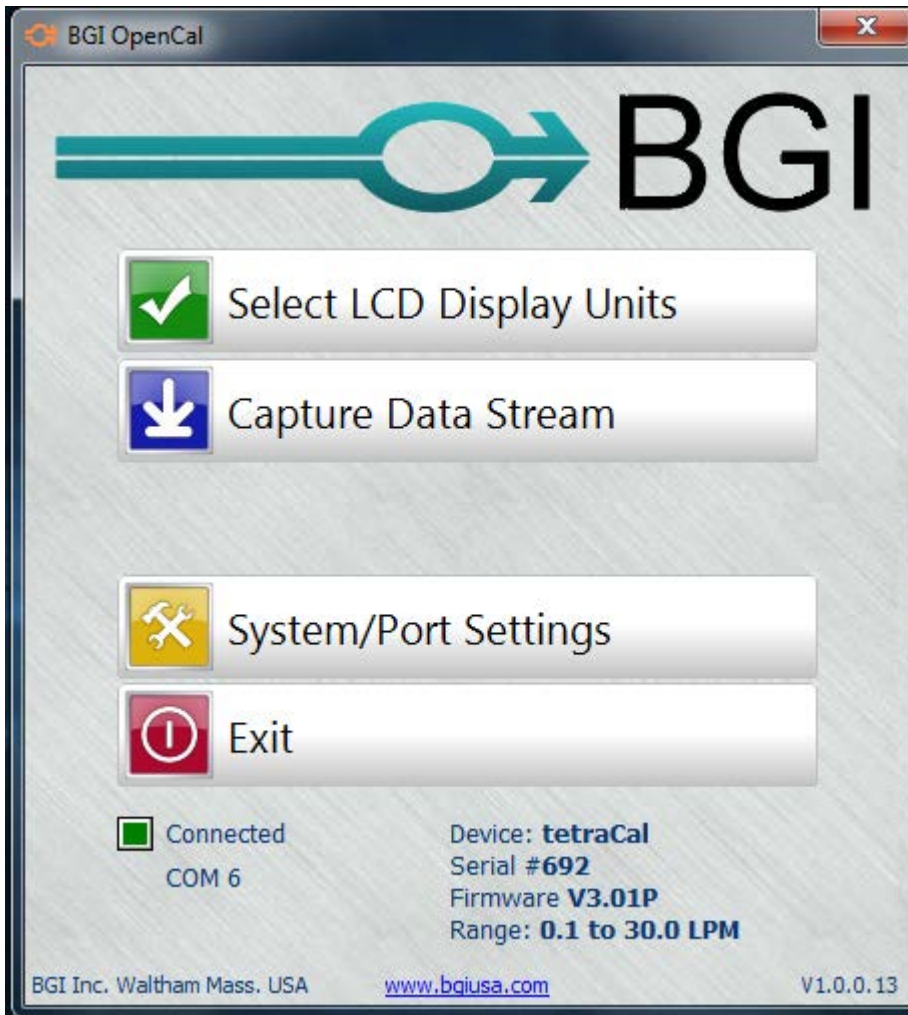 BGI OpenCal
BGI
Select LCD Display Units
Capture Data Stream
System/Port Settings
Exit
Connected
COM 6
Device: tetraCal
Serial #692
Firmware V3.01P
Range: 0.1 to 30.0 LPM
BGI Inc. Waltham Mass. USA www.bgiusa.com V1.0.0.13